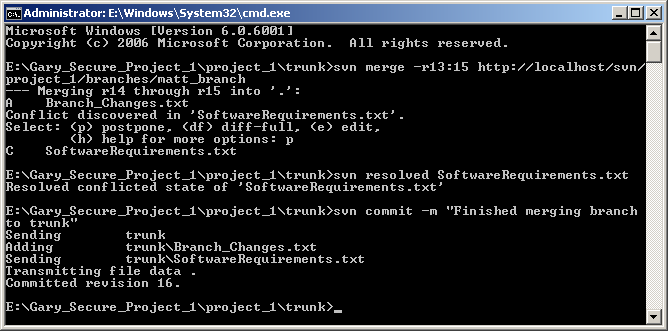 Administrator: E:\Windows\System32\cmd.exe
Microsoft Windows [Version 6.0.6001]
Copyright (c) 2006 Microsoft Corporation.  All rights reserved.
E:\Gary_Secure_Project_1\project_1\trunk>svn merge -r13:15 http://localhost/svn/
project_1/branches/matt_branch
--- Merging r14 through r15 into '.':
A    Branch_Changes.txt
Conflict discovered in 'SoftwareRequirements.txt'.
Select: (p) postpone, (df) diff-full, (e) edit,
        (h) help for more options: p
C    SoftwareRequirements.txt
E:\Gary_Secure_Project_1\project_1\trunk>svn resolved SoftwareRequirements.txt
Resolved conflicted state of 'SoftwareRequirements.txt'
E:\Gary_Secure_Project_1\project_1\trunk>svn commit -m "Finished merging branch
to trunk"
Sending        trunk
Adding         trunk\Branch_Changes.txt
Sending        trunk\SoftwareRequirements.txt
Transmitting file data .
Committed revision 16.
E:\Gary_Secure_Project_1\project_1\trunk>_